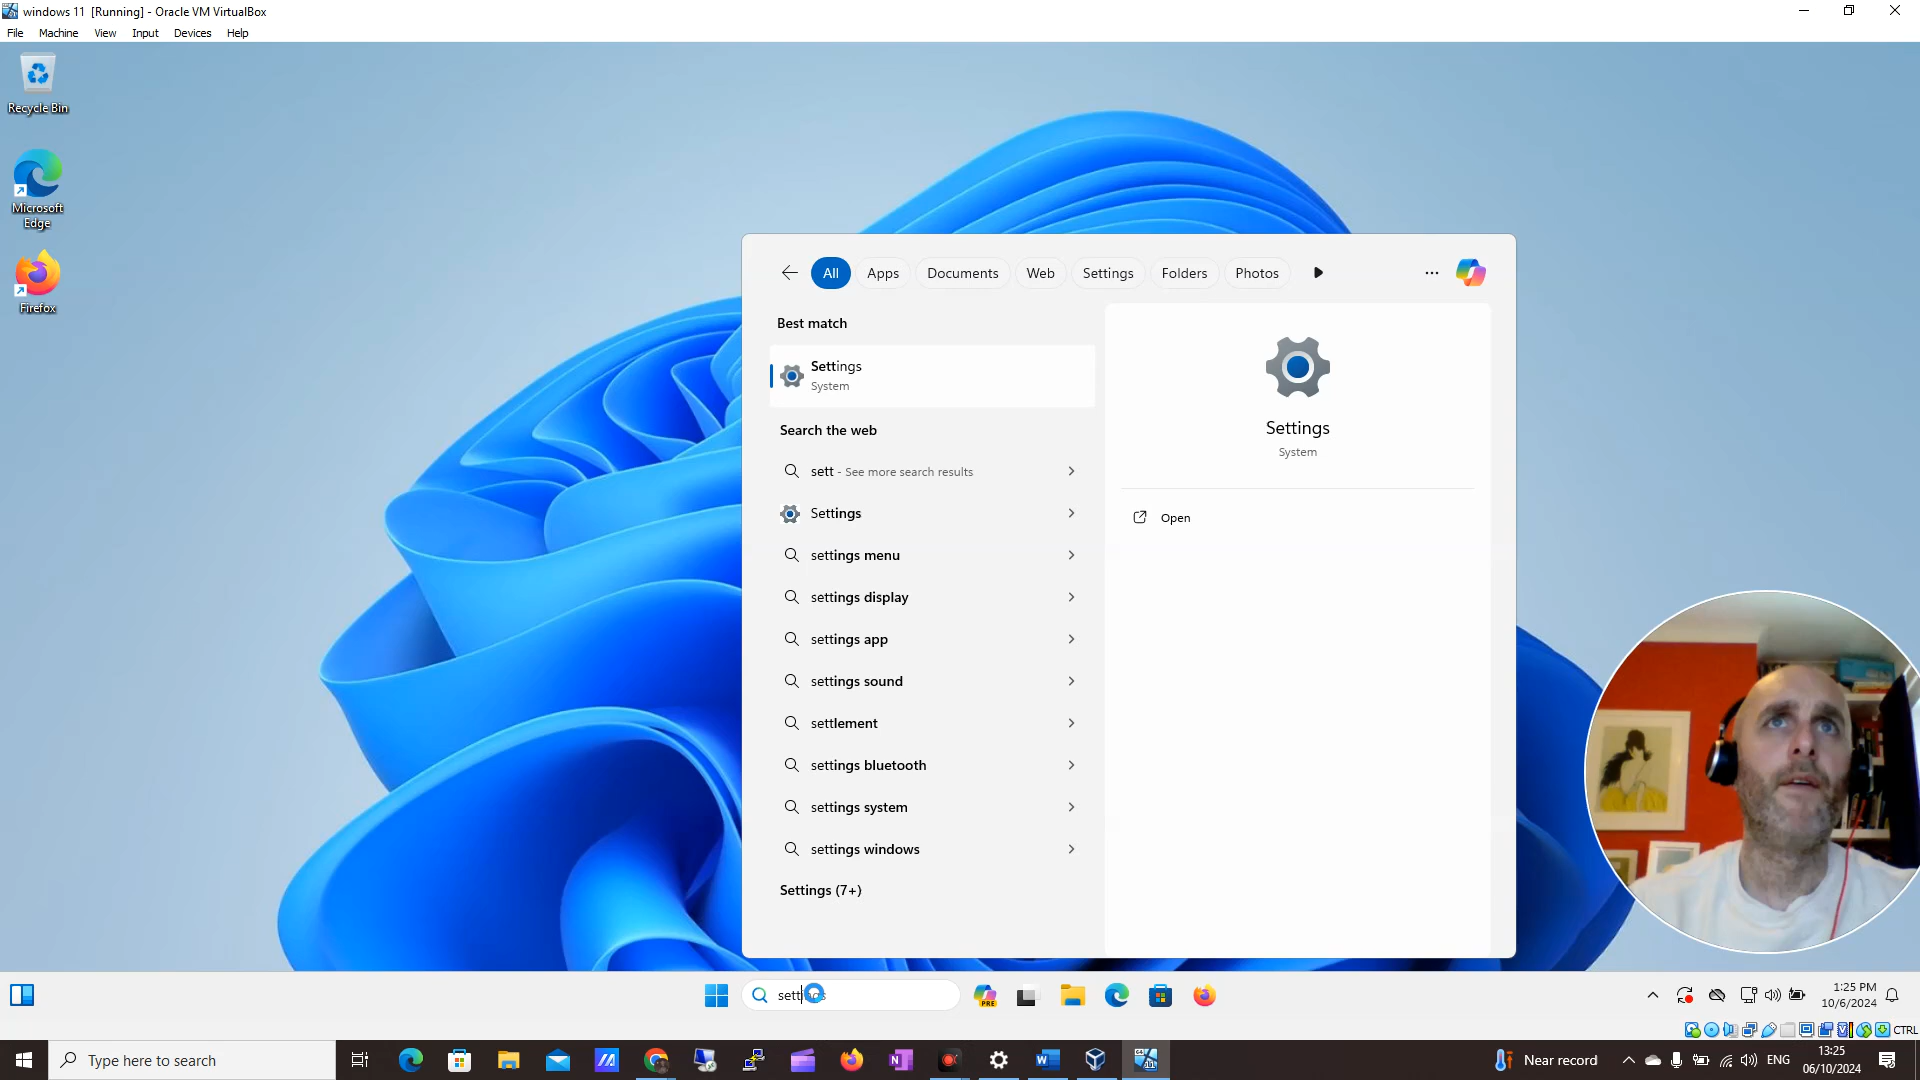 windows 11 [Running] - Oracle VM VirtualBox
File Machine View Input Devices Help
Recycle Bin
Microsoft
Edge
Firefox
All Apps Documents Web Settings Folders Photos
Best match
Settings
System
Search the web
sett - See more search results
Settings
settings menu
settings display
settings app
settings sound
settlement
settings bluetooth
settings system
settings windows
Settings (7+)
Settings
System
Open
settings
PRE
1:25 PM
10/6/2024
CTRL
Type here to search
Near record
ENG
13:25
06/10/2024